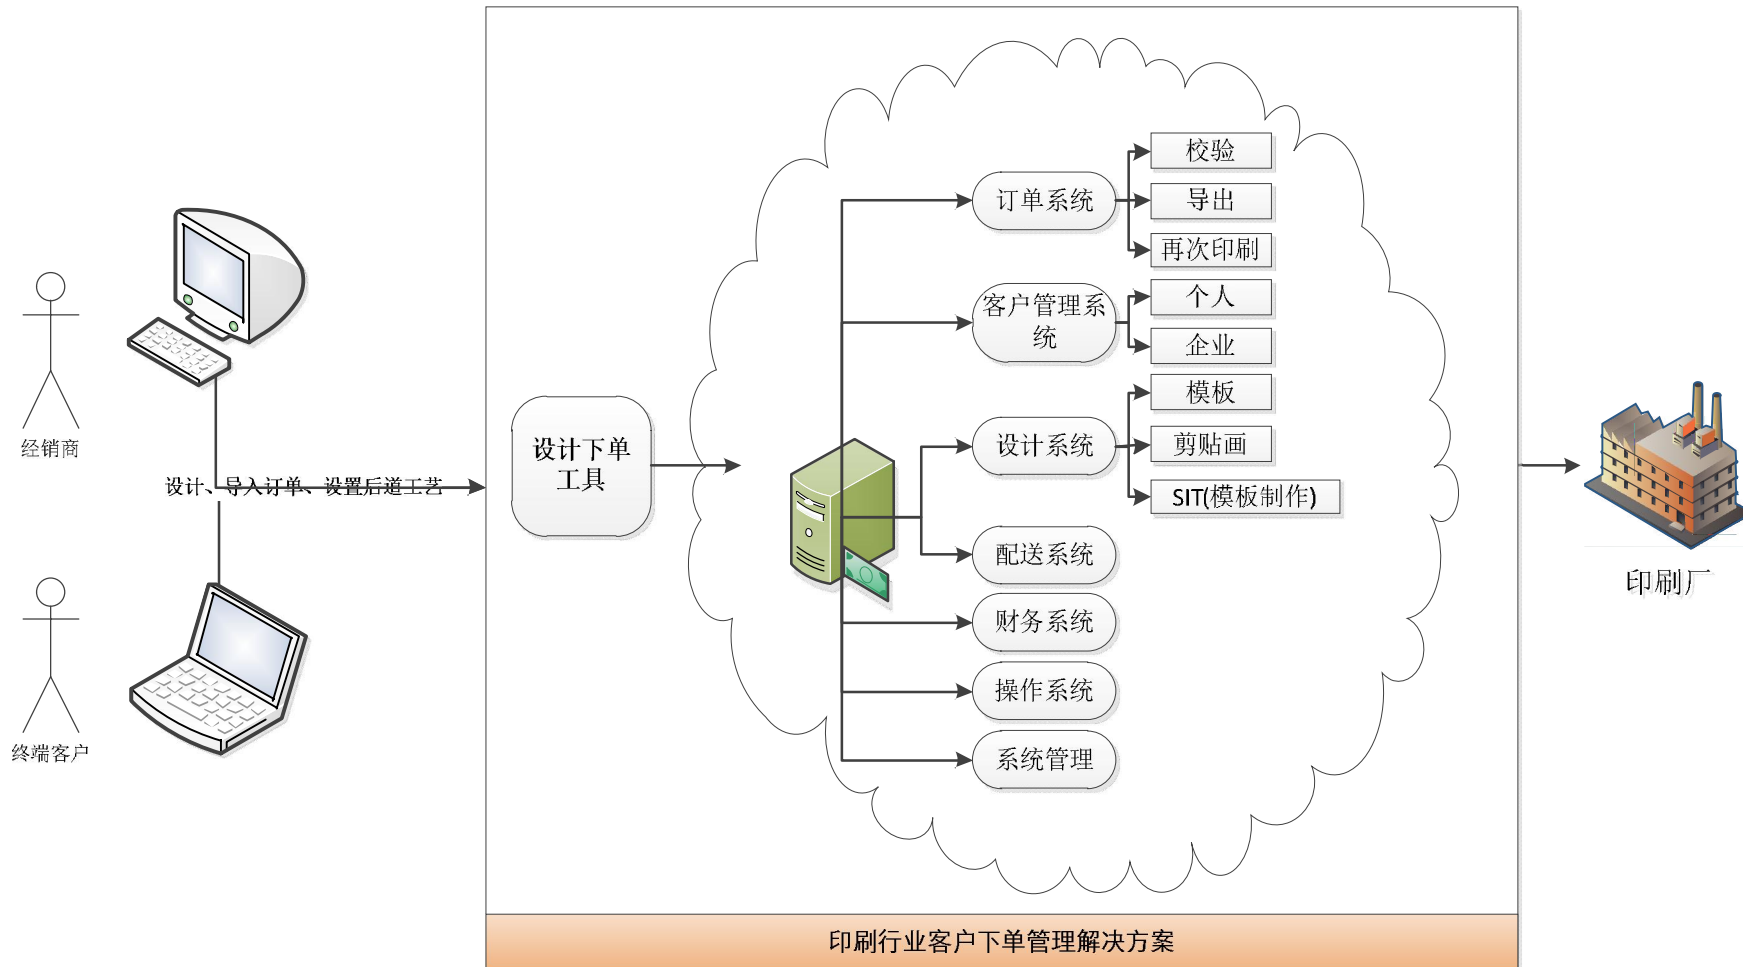 经销商
终端客户
设计、导入订单、设置后道工艺
设计下单
工具
订单系统
校验
导出
再次印刷
客户管理系
统
个人
企业
设计系统
模板
剪贴画
SIT(模板制作)
配送系统
财务系统
操作系统
系统管理
印刷厂
印刷行业客户下单管理解决方案